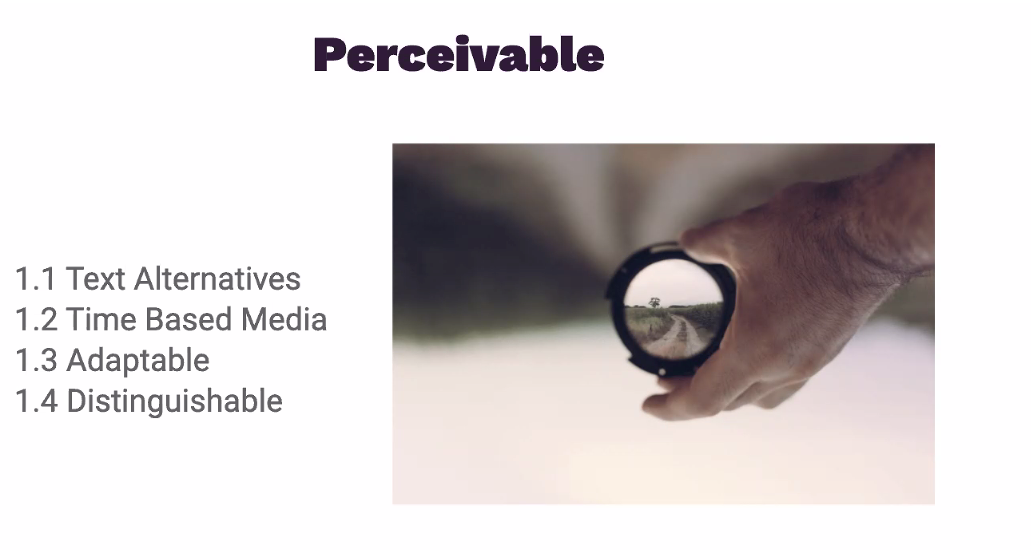 Perceivable
1.1 Text Alternatives
1.2 Time Based Media
1.3 Adaptable
1.4 Distinguishable